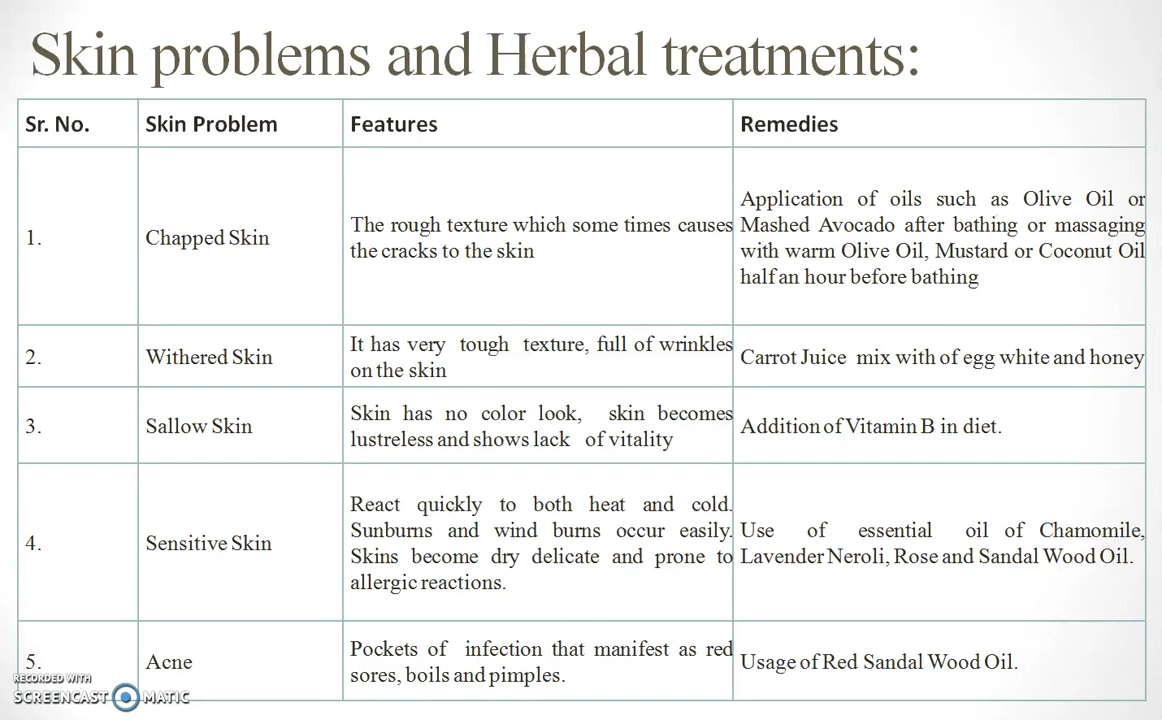 Skin problems and Herbal treatments:
Sr. No. Skin Problem Features Remedies
1. Chapped Skin
The rough texture which some times causes
the cracks to the skin
Application of oils such as Olive Oil or
Mashed Avocado after bathing or massaging
with warm Olive Oil, Mustard or Coconut Oil
half an hour before bathing
2. Withered Skin
It has very tough texture, full of wrinkles
on the skin
Carrot Juice mix with of egg white and honey
3. Sallow Skin
Skin has no color look, skin becomes
lustreless and shows lack of vitality
Addition of Vitamin B in diet.
4. Sensitive Skin
React quickly to both heat and cold.
Sunburns and wind burns occur easily.
Skins become dry delicate and prone to
allergic reactions.
Use of essential oil of Chamomile,
Lavender Neroli, Rose and Sandal Wood Oil.
5. Acne
Pockets of infection that manifest as red
sores, boils and pimples.
Usage of Red Sandal Wood Oil.
RECORDED WITH
SCREENCAST MATIC